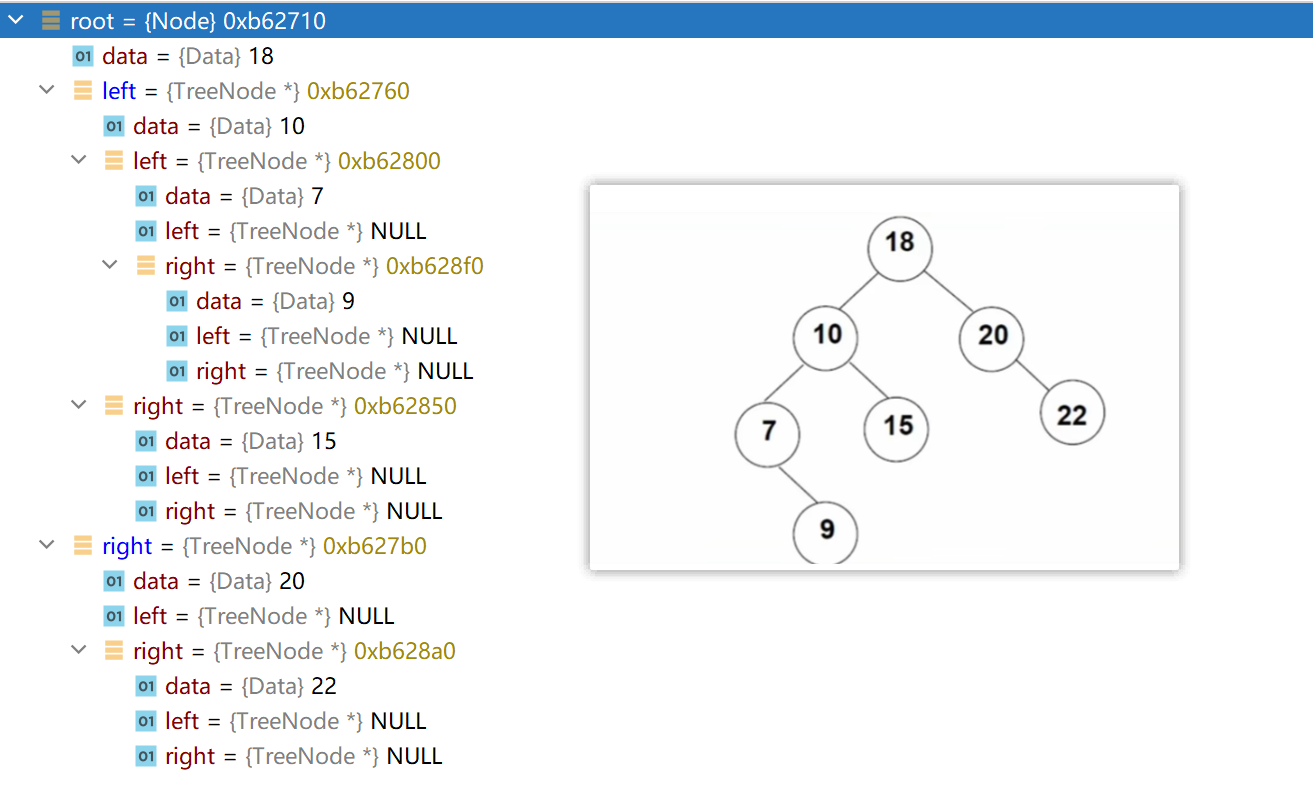 root = {Node} 0xb62710
01 data = {Data} 18
left = {TreeNode *} 0xb62760
01 data = {Data} 10
left = {TreeNode *} 0xb62800
01 data = {Data} 7
01 left = {TreeNode *} NULL
right = {TreeNode *} 0xb628f0
01 data = {Data} 9
01 left = {TreeNode *} NULL
01 right = {TreeNode *} NULL
right = {TreeNode *} 0xb62850
01 data = {Data} 15
01 left = {TreeNode *} NULL
01 right = {TreeNode *} NULL
right = {TreeNode *} 0xb627b0
01 data = {Data} 20
01 left = {TreeNode *} NULL
right = {TreeNode *} 0xb628a0
01 data = {Data} 22
01 left = {TreeNode *} NULL
01 right = {TreeNode *} NULL
18
10 20
7 15 22
9